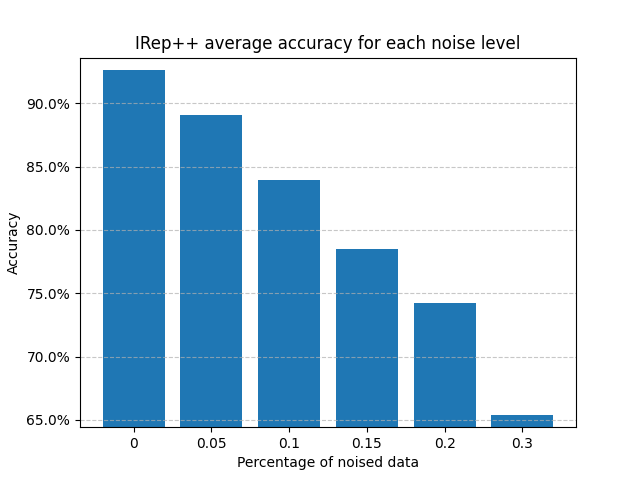 IRep++ average accuracy for each noise level
90.0%
85.0%
80.0%
75.0%
70.0%
65.0%
Accuracy
0 0.05 0.1 0.15 0.2 0.3
Percentage of noised data